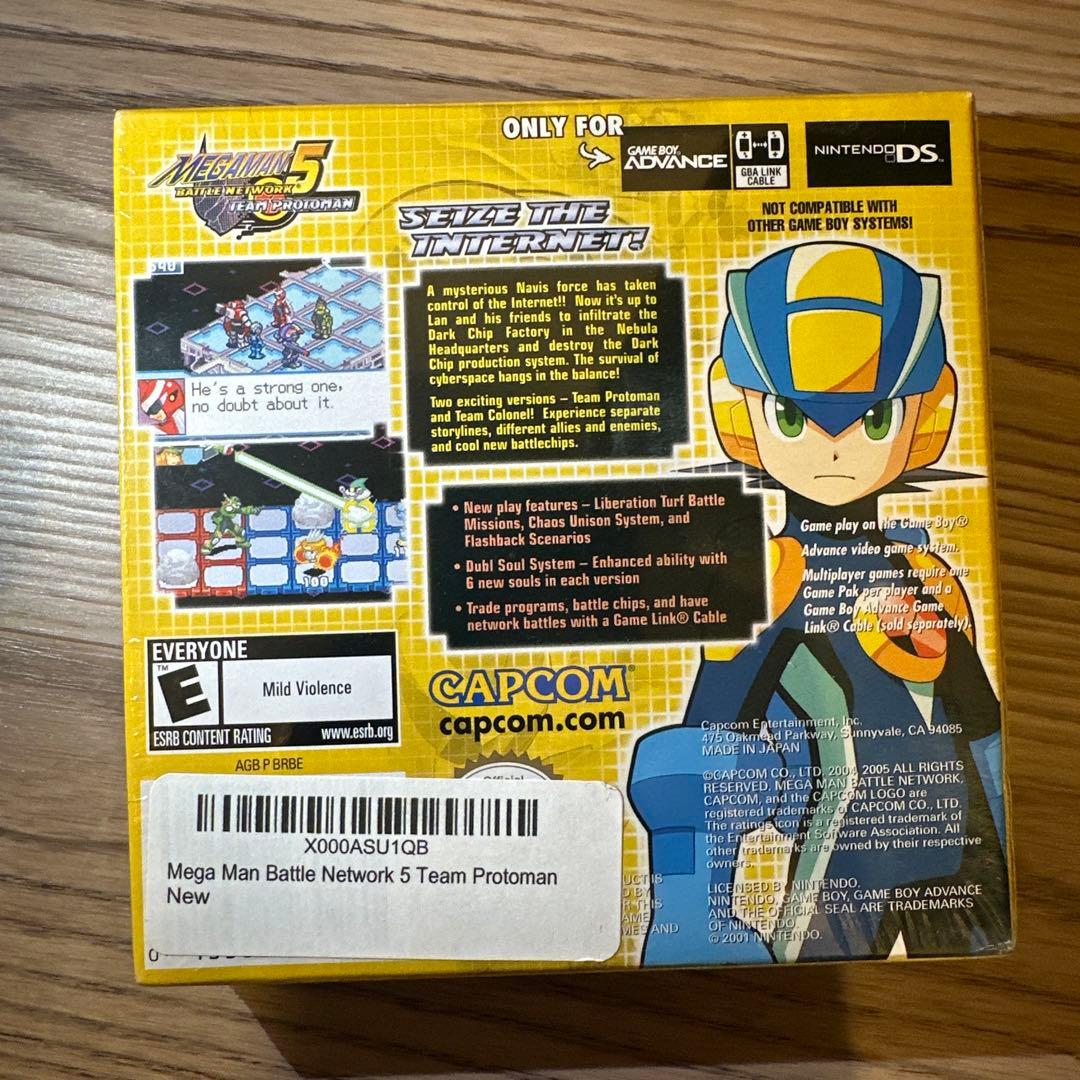 MEGAMAN 5
BATTLE NETWORK
TEAM PROTOMAN
ONLY FOR
GAME BOY
ADVANCE
GBA LINK
CABLE
NINTENDO DS™
NOT COMPATIBLE WITH
OTHER GAME BOY SYSTEMS!
SEIZE THE
INTERNET!
540
He's a strong one,
no doubt about it.
A mysterious Navis force has taken
control of the Internet!! Now it's up to
Lan and his friends to infiltrate the
Dark Chip Factory in the Nebula
Headquarters and destroy the Dark
Chip production system. The survival of
cyberspace hangs in the balance!
Two exciting versions – Team Protoman
and Team Colonel! Experience separate
storylines, different allies and enemies,
and cool new battlechips.
100
• New play features – Liberation Turf Battle
Missions, Chaos Unison System, and
Flashback Scenarios
• Dubl Soul System – Enhanced ability with
6 new souls in each version
• Trade programs, battle chips, and have
network battles with a Game Link® Cable
Game play on the Game Boy®
Advance video game system.
Multiplayer games require one
Game Pak per player and a
Game Boy Advance Game
Link® Cable (sold separately).
EVERYONE
E™
Mild Violence
ESRB CONTENT RATING www.esrb.org
CAPCOM®
capcom.com
AGB P BRBE
Official
Capcom Entertainment, Inc.
475 Oakmead Parkway, Sunnyvale, CA 94085
MADE IN JAPAN
©CAPCOM CO., LTD. 2004, 2005 ALL RIGHTS
RESERVED. MEGA MAN BATTLE NETWORK,
CAPCOM, and the CAPCOM LOGO are
registered trademarks of CAPCOM CO., LTD.
The ratings icon is a registered trademark of
the Entertainment Software Association. All
other trademarks are owned by their respective
owners.
LICENSED BY NINTENDO.
NINTENDO, GAME BOY, GAME BOY ADVANCE
AND THE OFFICIAL SEAL ARE TRADEMARKS
OF NINTENDO.
© 2001 NINTENDO.
X000ASU1QB
Mega Man Battle Network 5 Team Protoman
New
0